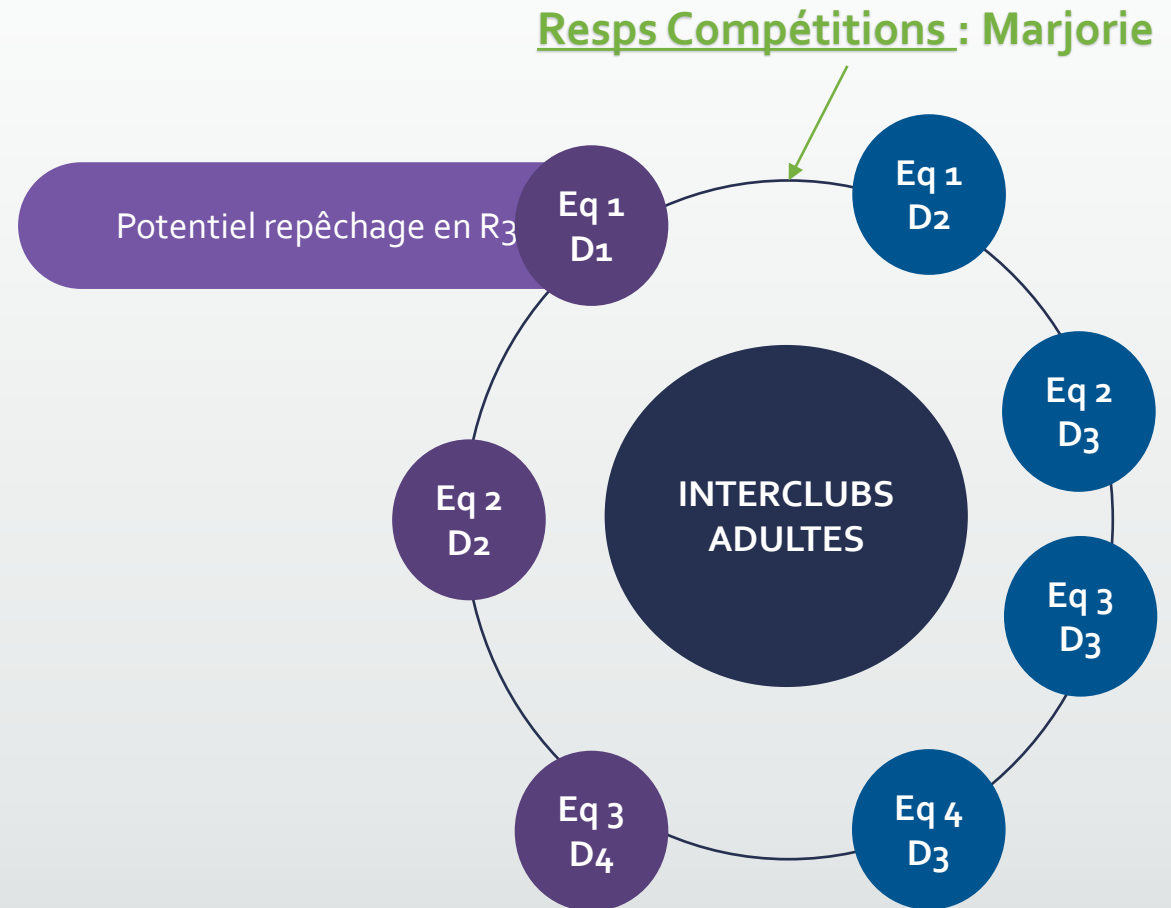 Resps Compétitions : Marjorie
Potentiel repêchage en R3
Eq 1
D1
Eq 1
D2
Eq 2
D3
INTERCLUBS
ADULTES
Eq 2
D2
Eq 3
D3
Eq 3
D4
Eq 4
D3